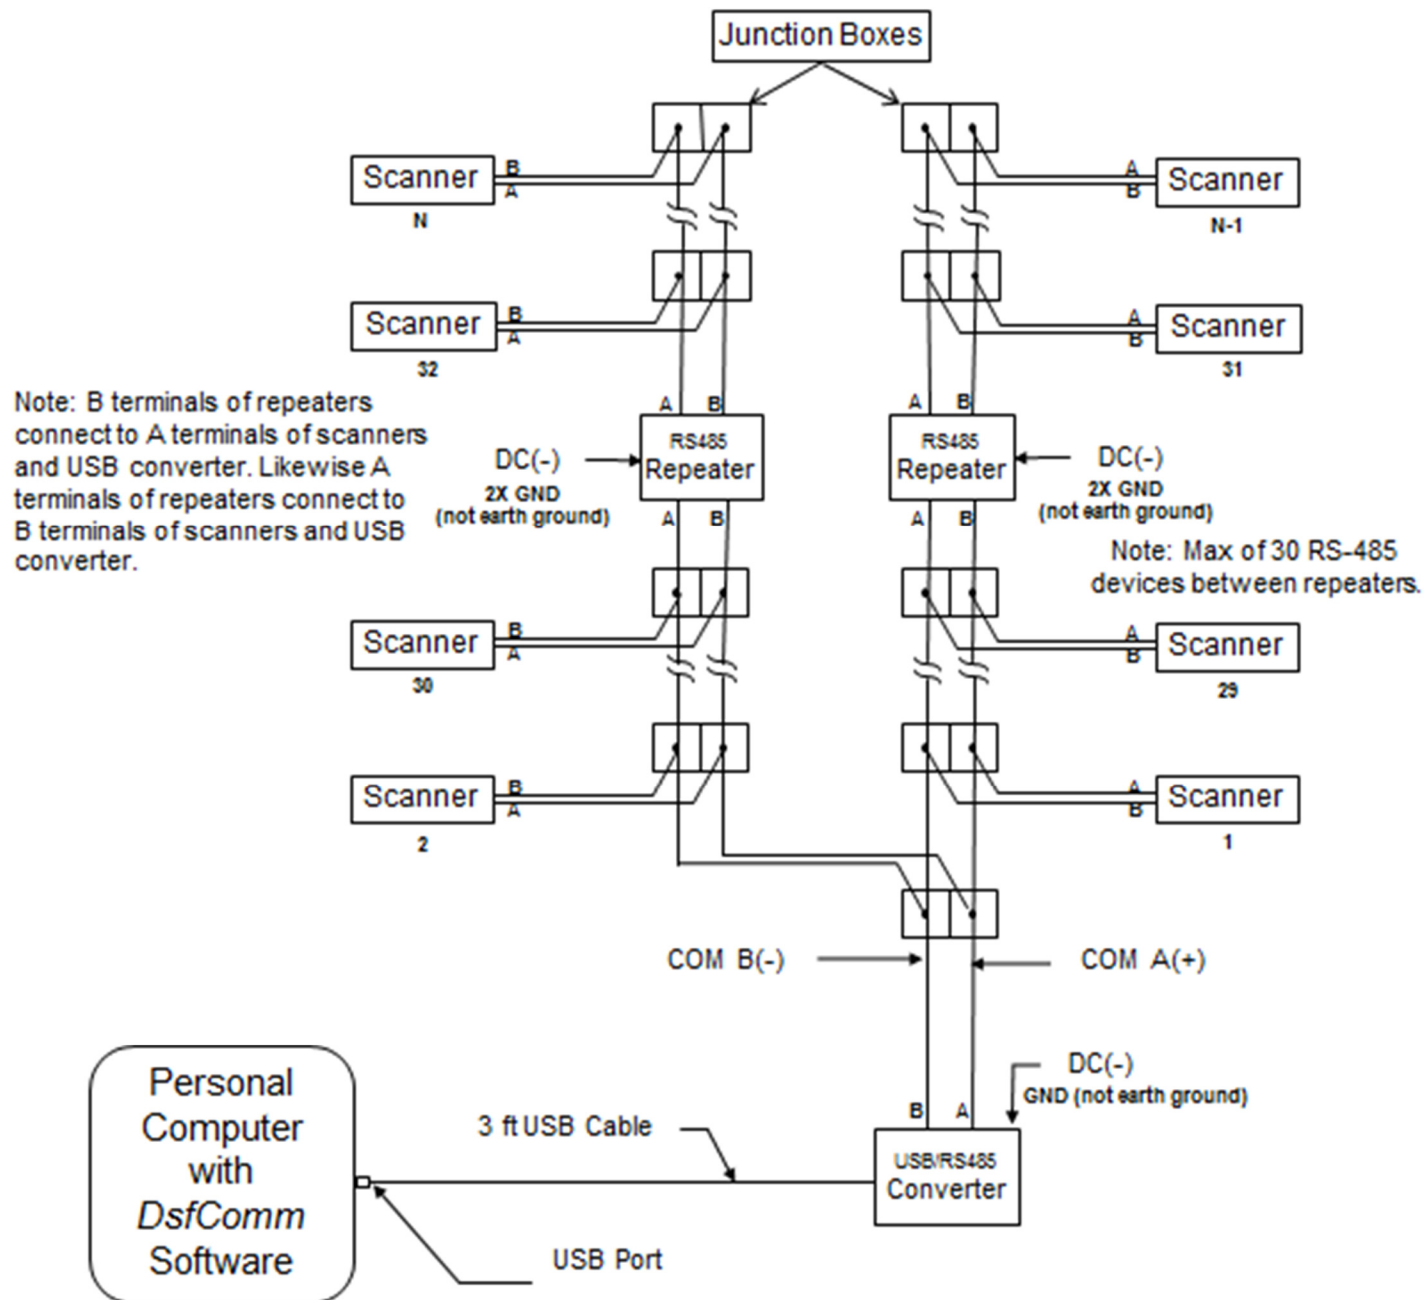 Junction Boxes
B
Scanner
A
N
A
Scanner
B
N-1
B
Scanner
A
32
A
Scanner
B
31
Note: B terminals of repeaters
connect to A terminals of scanners
and USB converter. Likewise A
terminals of repeaters connect to
B terminals of scanners and USB
converter.
A B
RS485
Repeater
A B
DC(-)
2X GND
(not earth ground)
A B
RS485
Repeater
A B
DC(-)
2X GND
(not earth ground)
Note: Max of 30 RS-485
devices between repeaters.
B
Scanner
A
30
A
Scanner
B
29
B
Scanner
A
2
A
Scanner
B
1
COM B(-)
COM A(+)
DC(-)
GND (not earth ground)
B A
USB/RS485
Converter
3 ft USB Cable
USB Port
Personal
Computer
with
DsfComm
Software